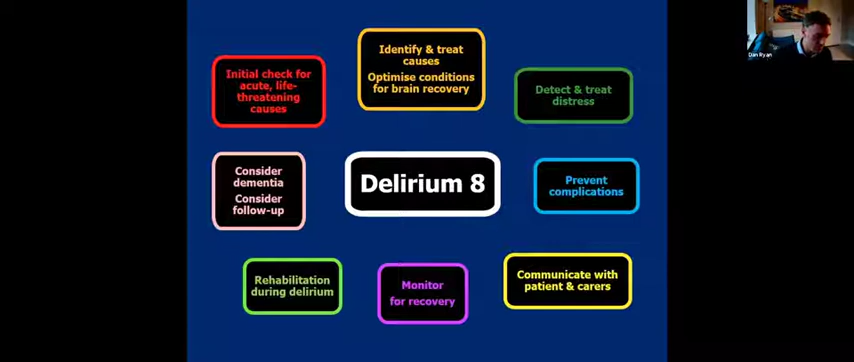 Initial check for
acute, life-
threatening
causes
Identify & treat
causes
Optimise conditions
for brain recovery
Detect & treat
distress
Dan Ryan
Consider
dementia
Consider
follow-up
Delirium 8
Prevent
complications
Rehabilitation
during delirium
Monitor
for recovery
Communicate with
patient & carers